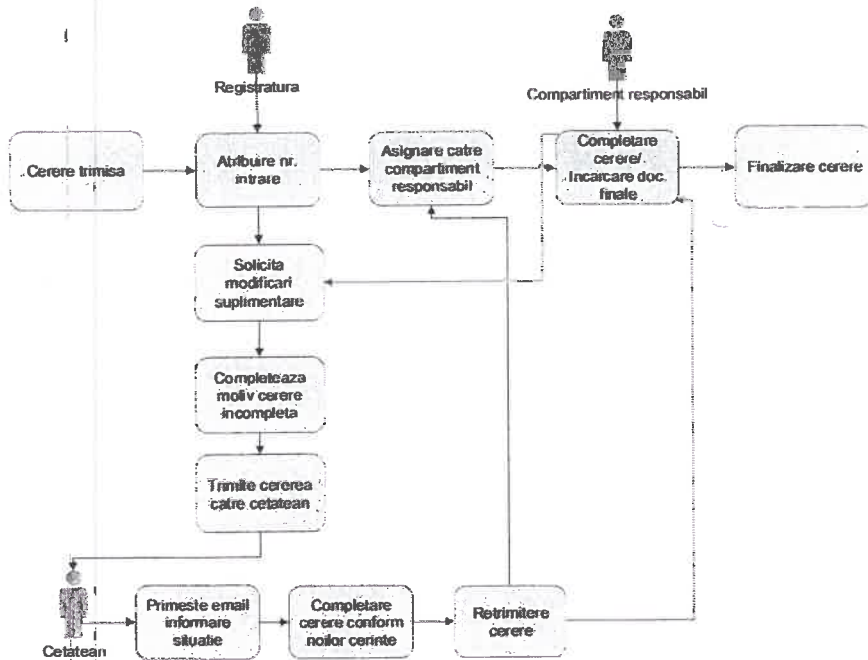 Registratura
Compartiment responsabil
Cerere trimisa
Atribuire nr.
intrare
Asignare catre
compartiment
responsabil
Completare
cerere/
Incarcare doc.
finale
Finalizare cerere
Solicita
modificari
suplimentare
Completeaza
motiv cerere
incompleta
Trimite cererea
catre cetatean
Cetatean
Primeste email
informare
situatie
Completare
cerere conform
noilor cerinte
Retrimitere
cerere